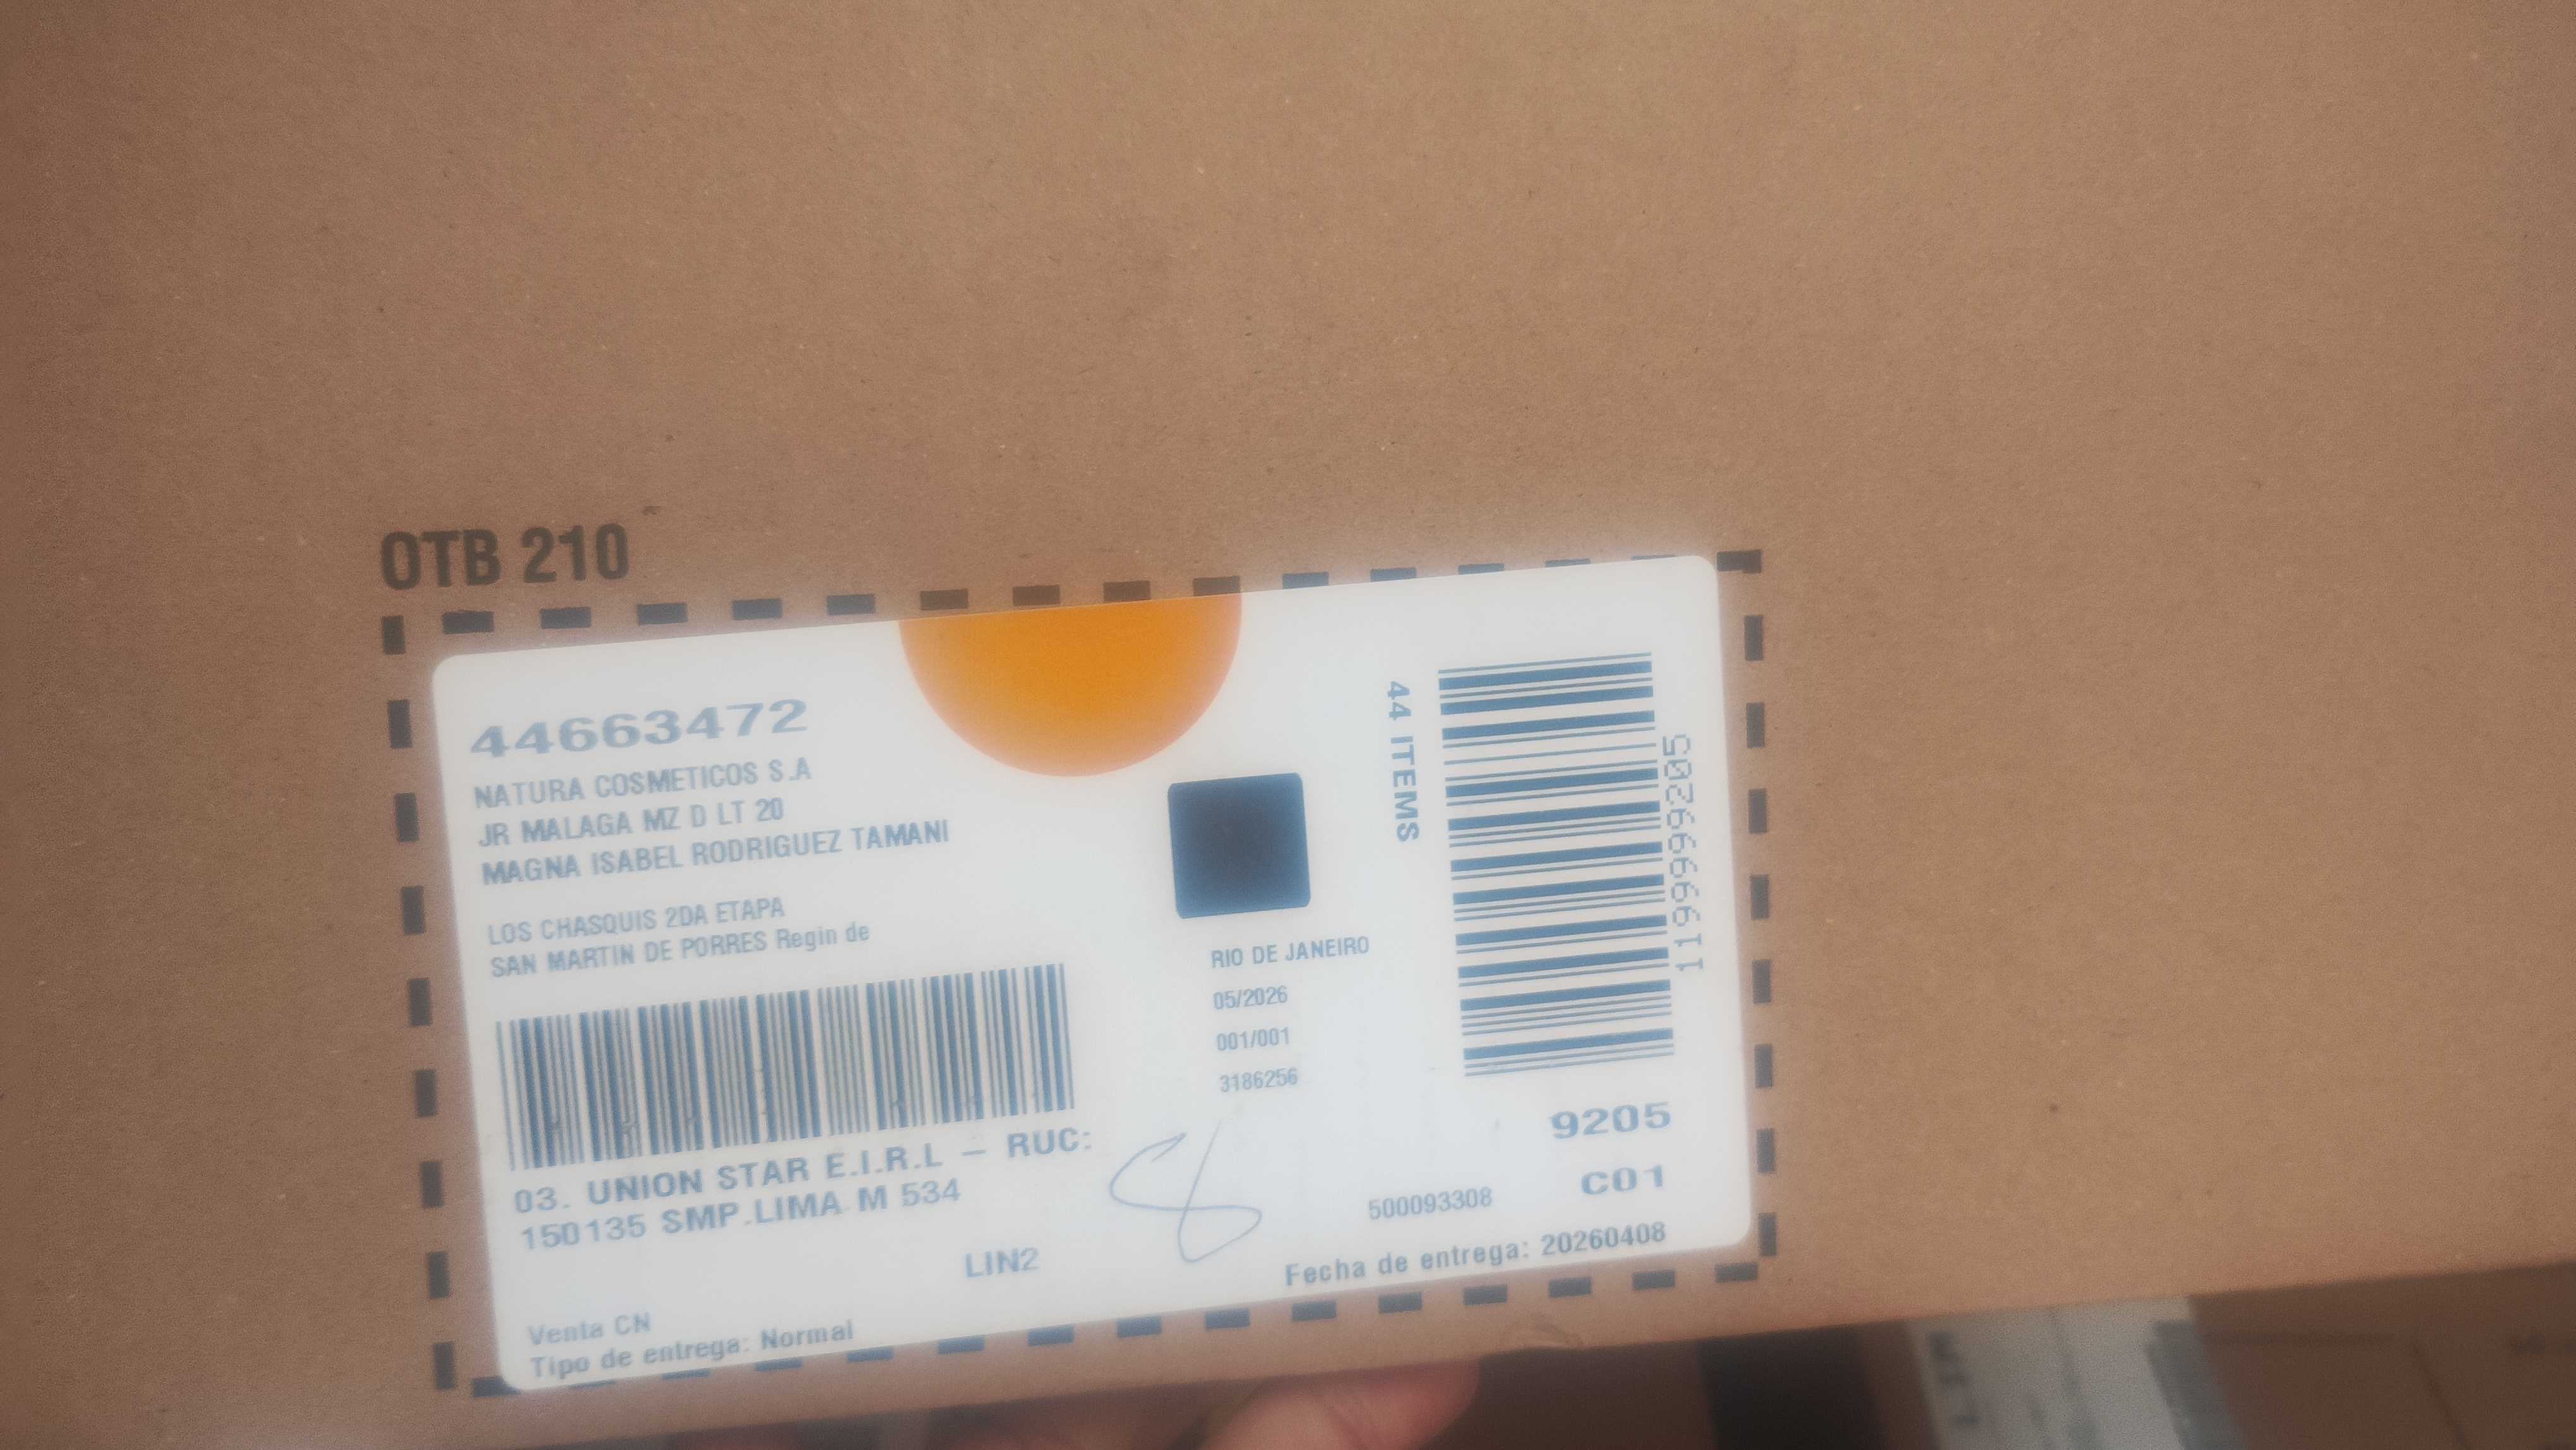 OTB 210
44663472
NATURA COSMETICOS S.A
JR MALAGA MZ D LT 20
MAGNA ISABEL RODRIGUEZ TAMANI
LOS CHASQUIS 2DA ETAPA
SAN MARTIN DE PORRES Regin de
03. UNION STAR E.I.R.L – RUC:
150135 SMP.LIMA M 534
LIN2
Venta CN
Tipo de entrega: Normal
RIO DE JANEIRO
05/2026
001/001
3186256
8
44 ITEMS
119999999205
9205
C01
500093308
Fecha de entrega: 20260408